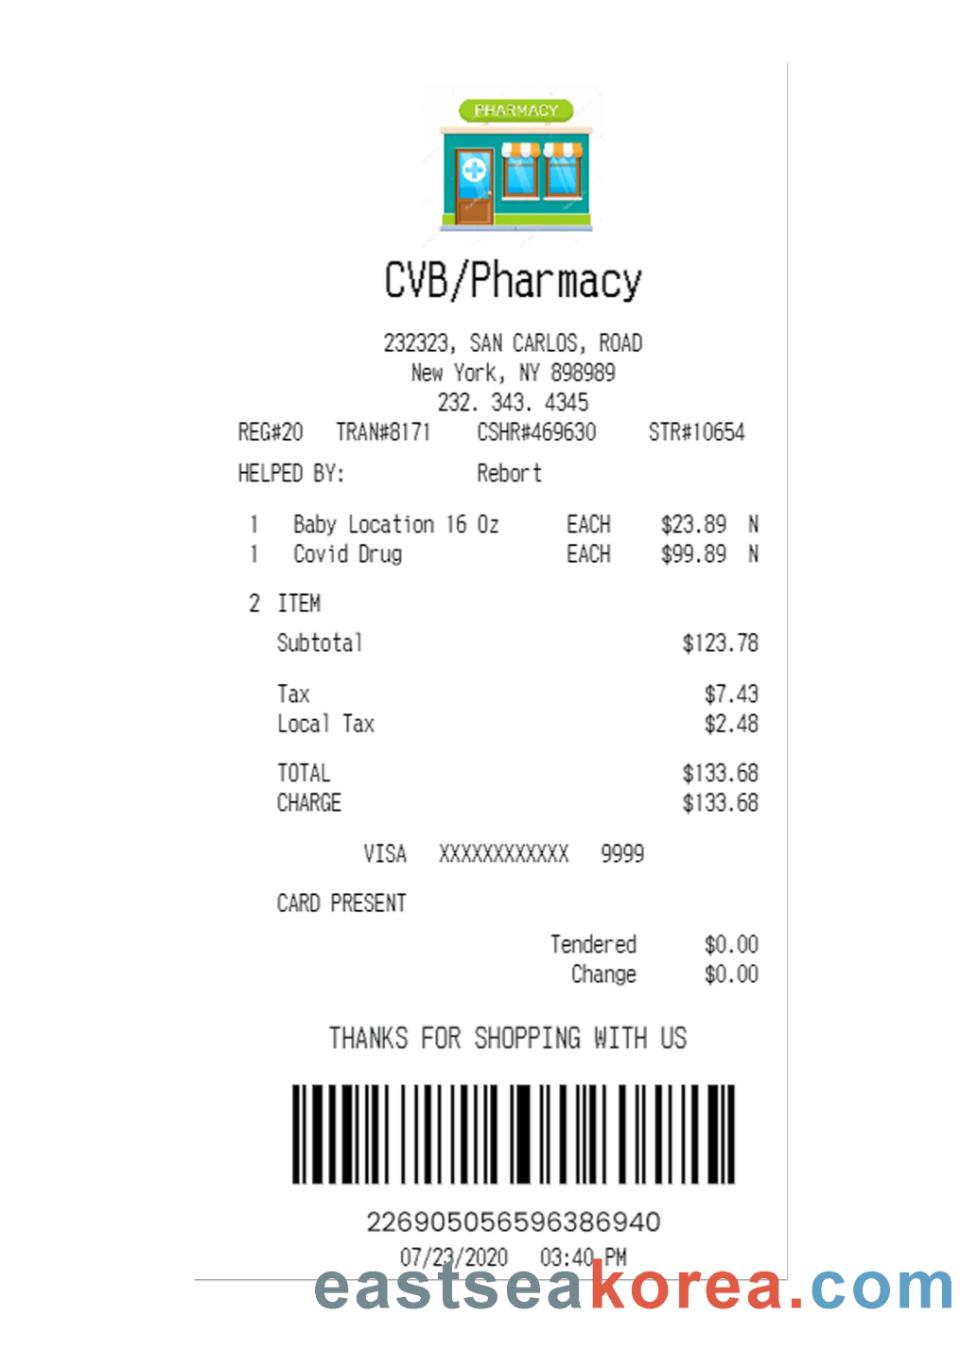 PHARMACY
CVB/Pharmacy
232323, SAN CARLOS, ROAD
New York, NY 898989
232. 343. 4345
REG#20 TRAN#8171 CSHR#469630 STR#10654
HELPED BY: Rebort
1 Baby Location 16 Oz EACH $23.89 N
1 Covid Drug EACH $99.89 N
2 ITEM
Subtotal $123.78
Tax $7.43
Local Tax $2.48
TOTAL $133.68
CHARGE $133.68
VISA XXXXXXXXXXXX 9999
CARD PRESENT
Tendered $0.00
Change $0.00
THANKS FOR SHOPPING WITH US
226905056596386940
07/23/2020 03:40 PM
eastseakorea.com